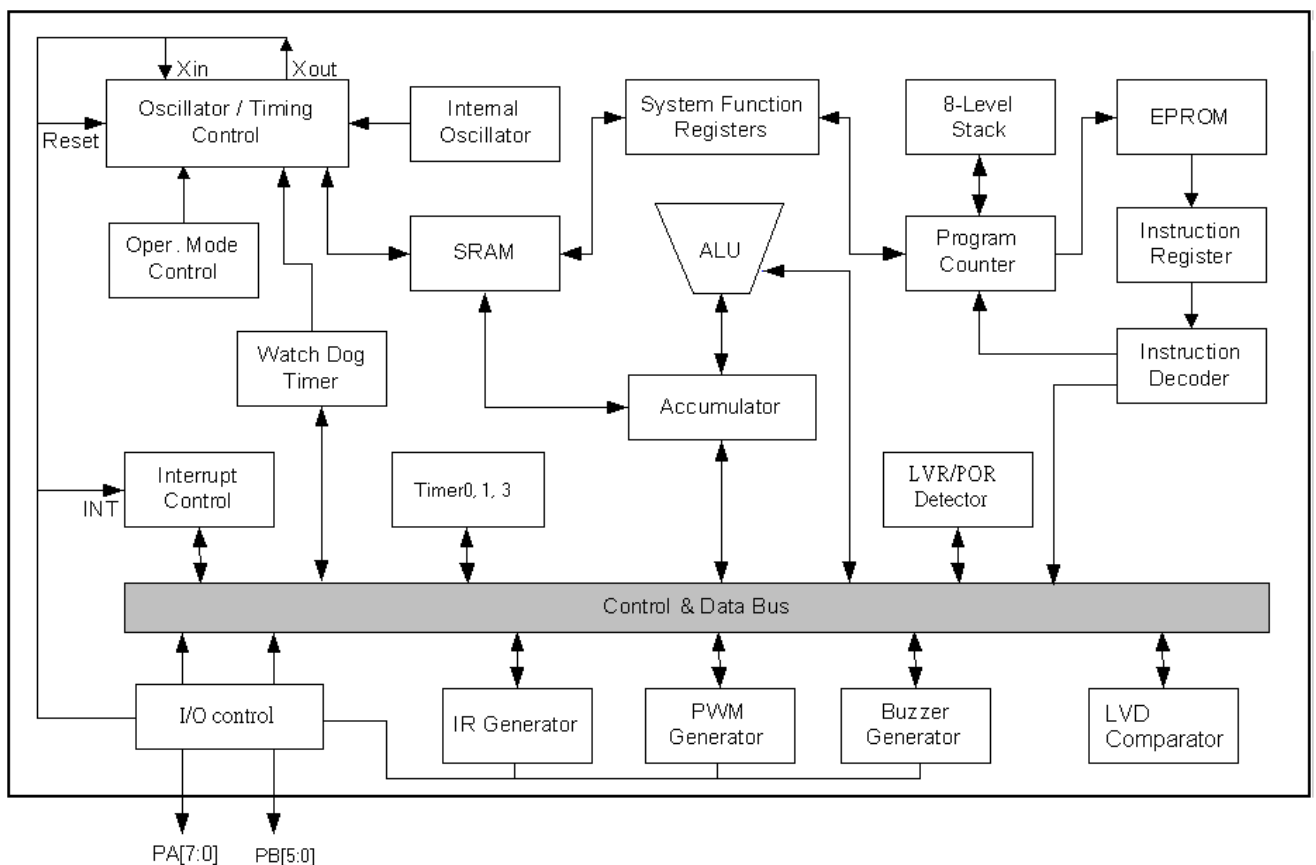 Xin
Xout
Oscillator / Timing
Control
Reset
Internal
Oscillator
System Function
Registers
8-Level
Stack
EPROM
Oper. Mode
Control
SRAM
ALU
Program
Counter
Instruction
Register
Watch Dog
Timer
Accumulator
Instruction
Decoder
Interrupt
Control
INT
Timer0, 1, 3
LVR/POR
Detector
Control & Data Bus
I/O control
IR Generator
PWM
Generator
Buzzer
Generator
LVD
Comparator
PA[7:0]
PB[5:0]